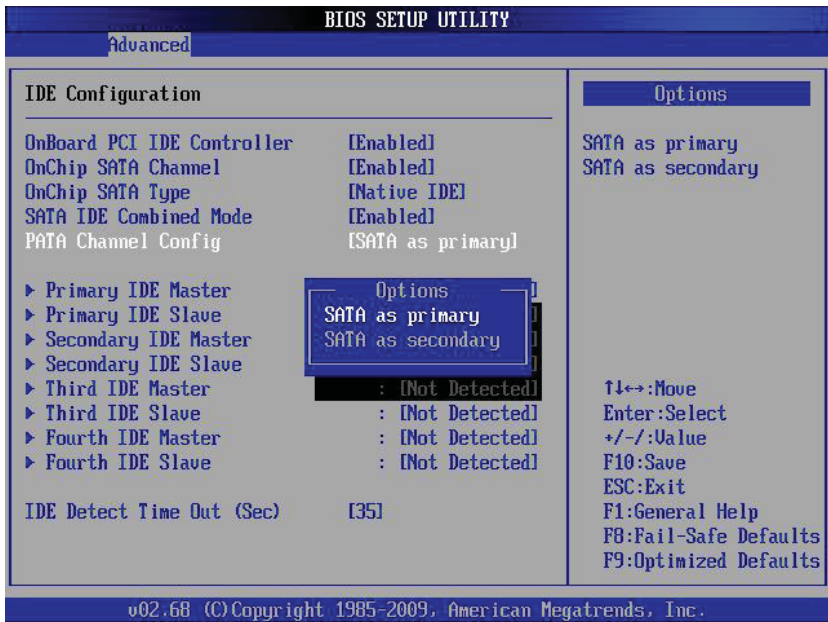 BIOS SETUP UTILITY
Advanced
IDE Configuration
OnBoard PCI IDE Controller [Enabled]
OnChip SATA Channel [Enabled]
OnChip SATA Type [Native IDE]
SATA IDE Combined Mode [Enabled]
PATA Channel Config [SATA as primary]
Primary IDE Master ]
Primary IDE Slave ]
Secondary IDE Master ]
Secondary IDE Slave ]
Third IDE Master : [Not Detected]
Third IDE Slave : [Not Detected]
Fourth IDE Master : [Not Detected]
Fourth IDE Slave : [Not Detected]
IDE Detect Time Out (Sec) [35]
Options
SATA as primary
SATA as secondary
Options
SATA as primary
SATA as secondary
↑↓↔:Move
Enter:Select
+/-/:Value
F10:Save
ESC:Exit
F1:General Help
F8:Fail-Safe Defaults
F9:Optimized Defaults
v02.68 (C)Copyright 1985-2009, American Megatrends, Inc.